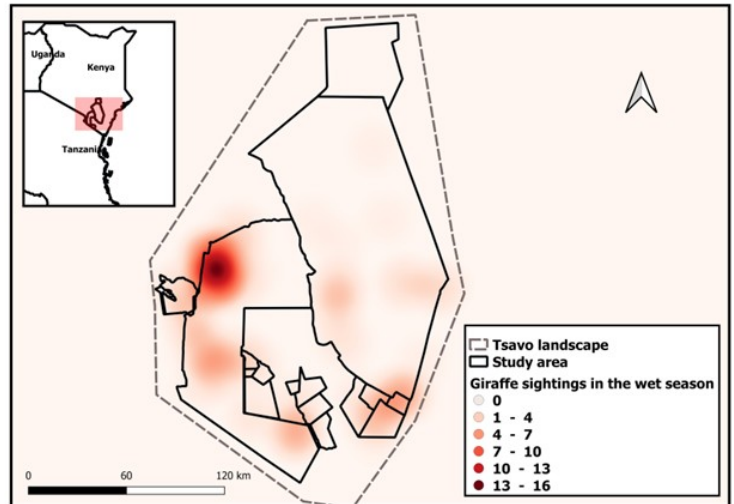 Uganda
Kenya
Tanzania
Tsavo landscape
Study area
Giraffe sightings in the wet season
0
1 - 4
4 - 7
7 - 10
10 - 13
13 - 16
0 60 120 km